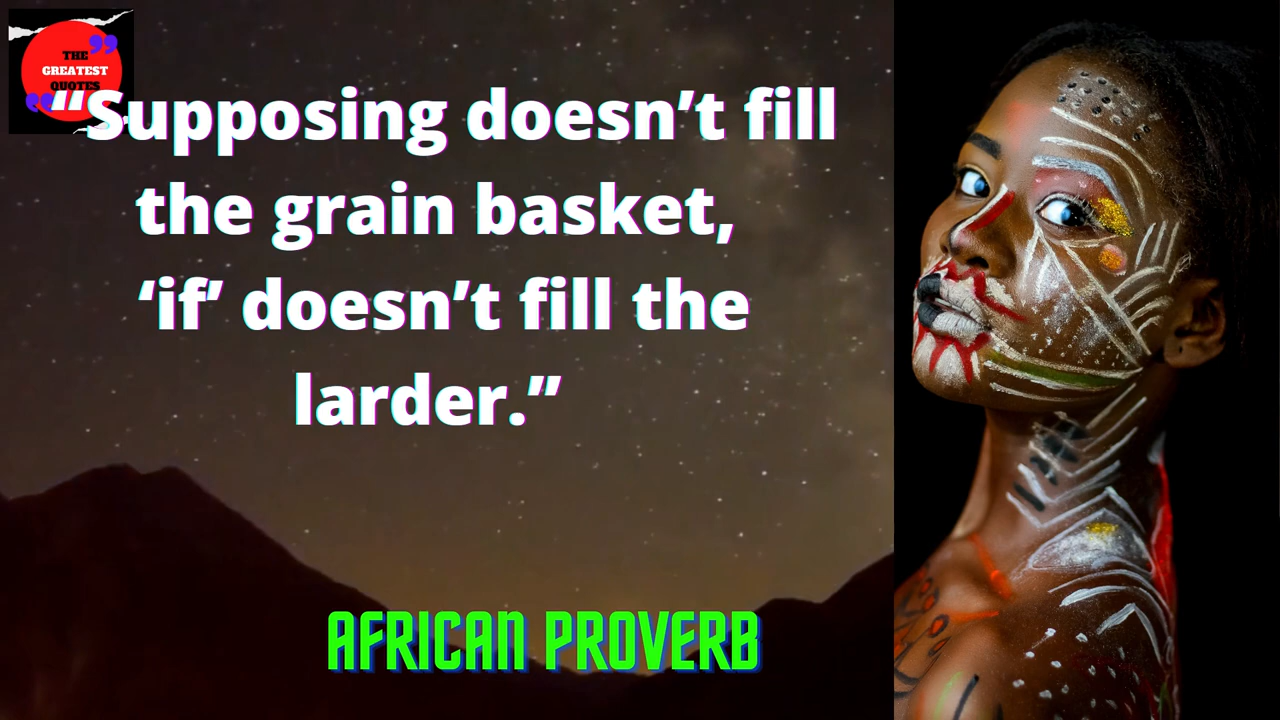 THE
GREATEST
QUOTES
“Supposing doesn’t fill
the grain basket,
‘if’ doesn’t fill the
larder.”
AFRICAN PROVERB